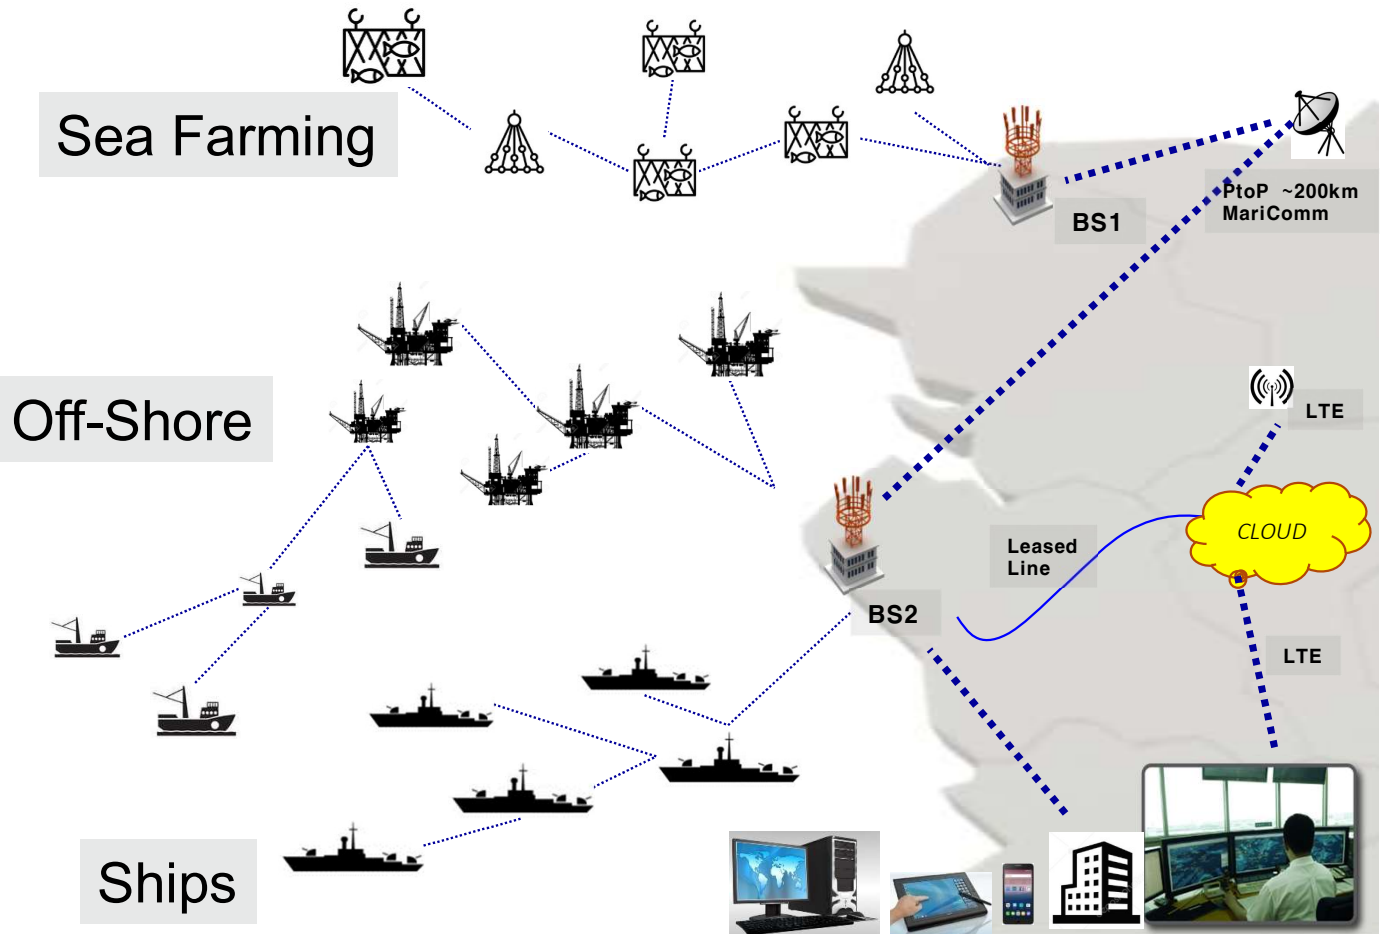 Sea Farming
PtoP ~200km
MariComm
BS1
Off-Shore
LTE
CLOUD
Leased
Line
BS2
LTE
Ships